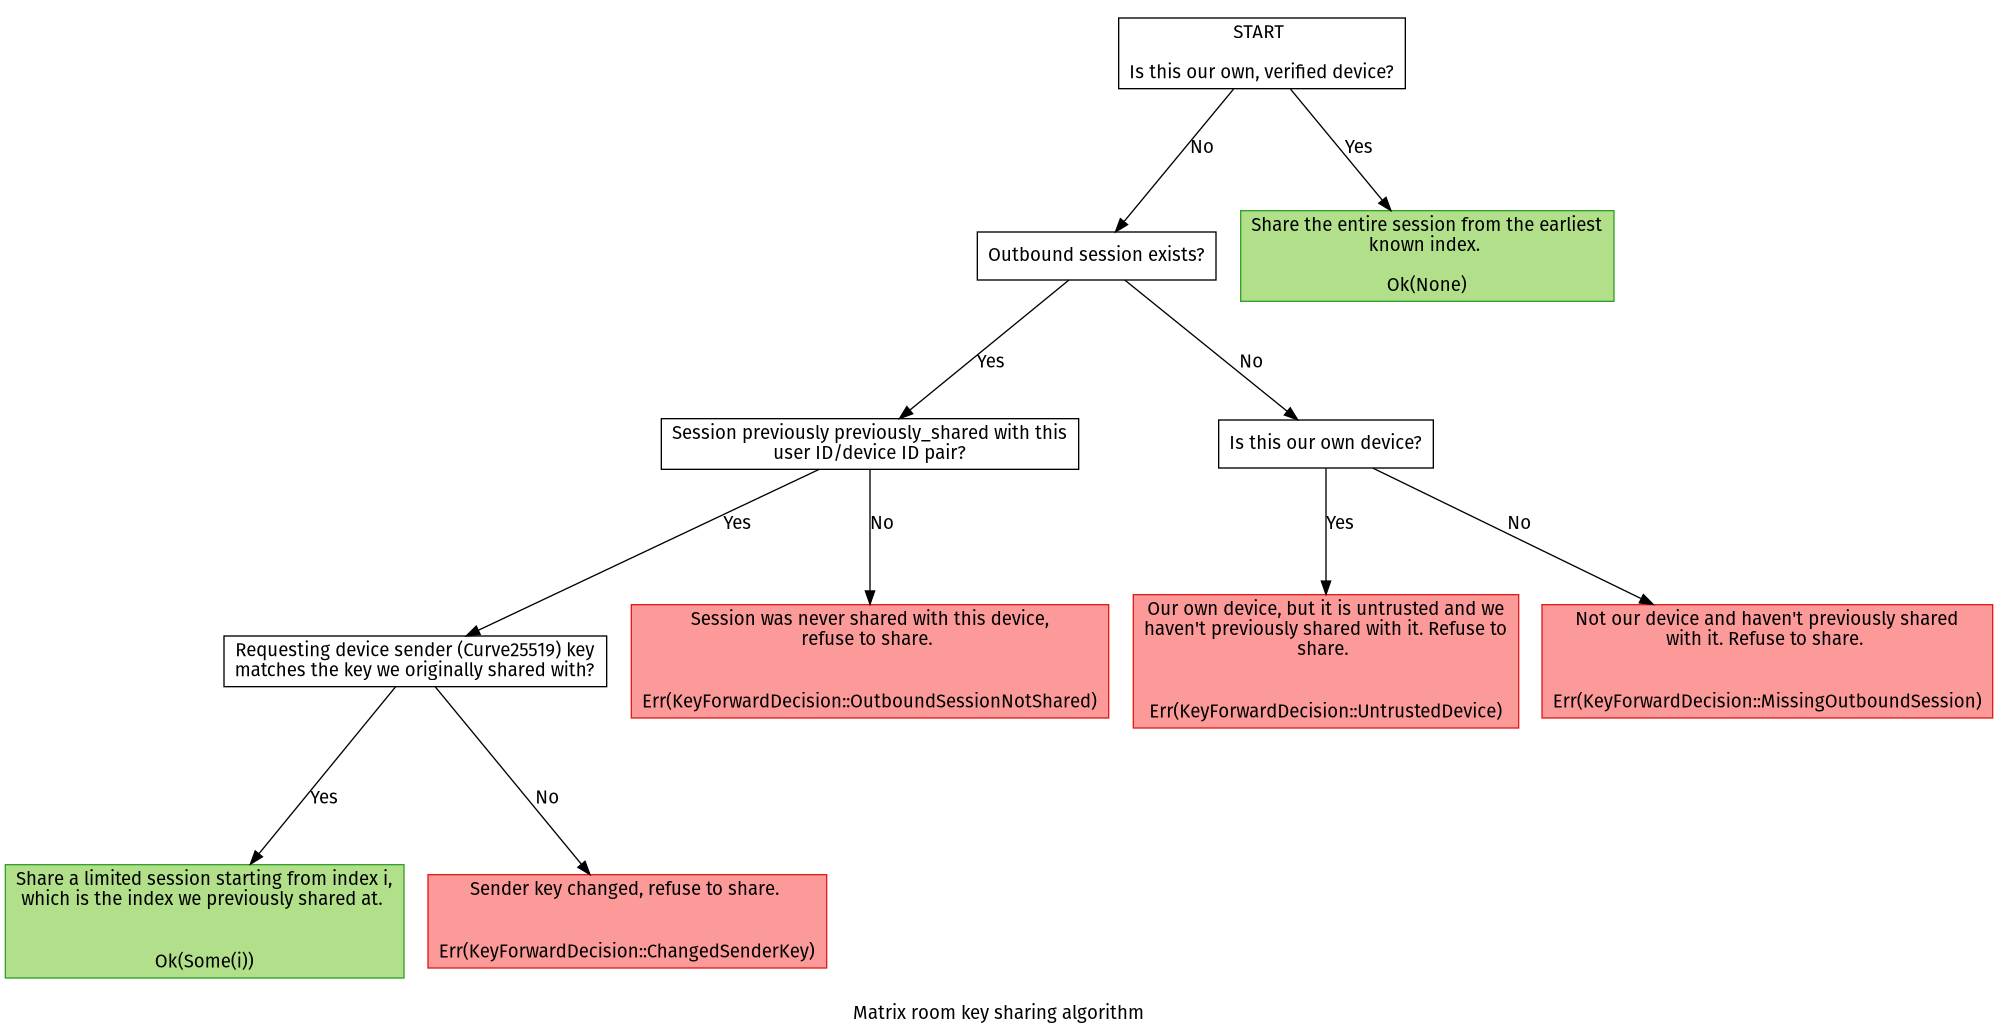 START
Is this our own, verified device?
No
Yes
Share the entire session from the earliest
known index.
Ok(None)
Outbound session exists?
Yes
No
Session previously previously_shared with this
user ID/device ID pair?
Is this our own device?
Yes
No
Yes
No
Session was never shared with this device,
refuse to share.
Err(KeyForwardDecision::OutboundSessionNotShared)
Our own device, but it is untrusted and we
haven't previously shared with it. Refuse to
share.
Err(KeyForwardDecision::UntrustedDevice)
Not our device and haven't previously shared
with it. Refuse to share.
Err(KeyForwardDecision::MissingOutboundSession)
Requesting device sender (Curve25519) key
matches the key we originally shared with?
Yes
No
Share a limited session starting from index i,
which is the index we previously shared at.
Ok(Some(i))
Sender key changed, refuse to share.
Err(KeyForwardDecision::ChangedSenderKey)
Matrix room key sharing algorithm